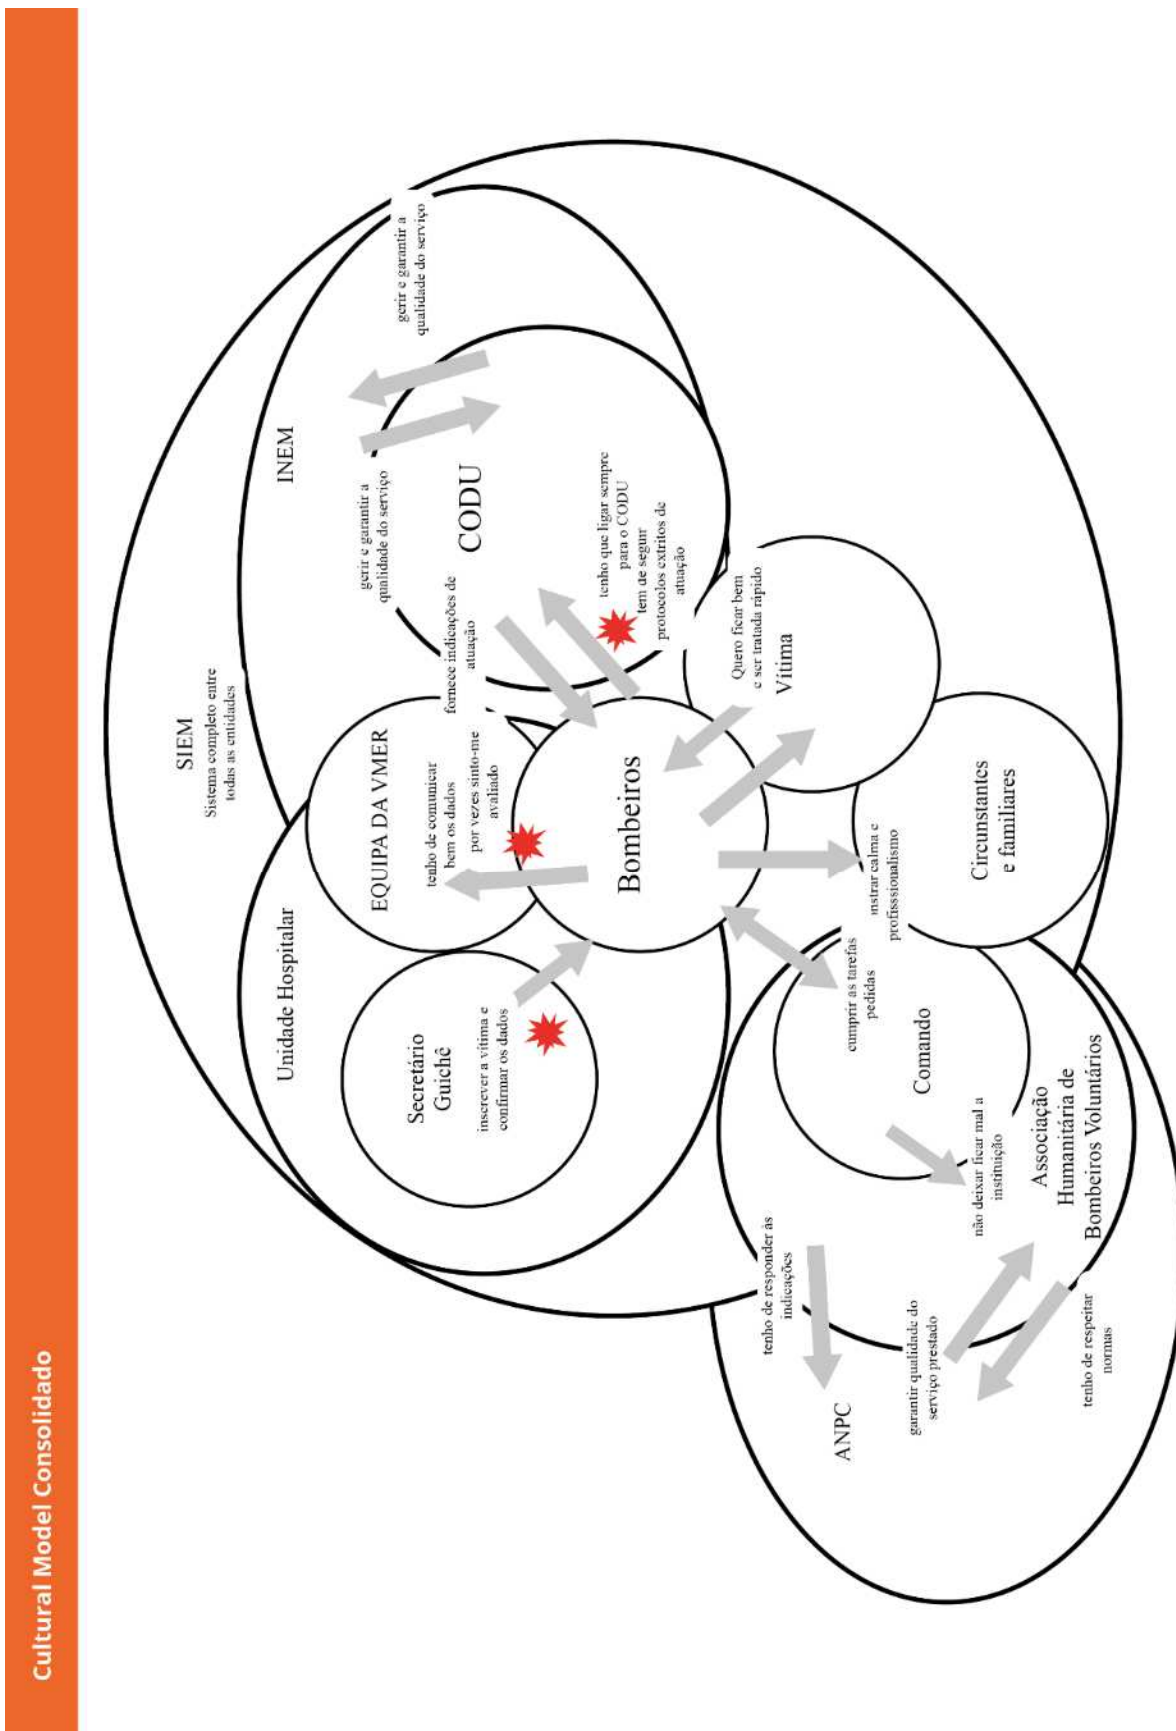 Cultural Model Consolidado
SIEM
Sistema completo entre
todas as entidades
INEM
gerir e garantir a
qualidade do serviço
gerir e garantir a
qualidade do serviço
CODU
fornece indicações de
atuação
tenho que ligar sempre
para o CODU
tem de seguir
protocolos extritos de
atuação
Unidade Hospitalar
EQUIPA DA VMER
tenho de comunicar
bem os dados
por vezes sinto-me
avaliado
Secretário
Guichê
inscrever a vítima e
confirmar os dados
Bombeiros
Quero ficar bem
e ser tratada rápido
Vítima
mstrar calma e
profisssionalismo
Circunstantes
e familiares
cumprir as tarefas
pedidas
Comando
não deixar ficar mal a
instituição
Associação
Humanitária de
Bombeiros Voluntários
tenho de responder às
indicações
ANPC
garantir qualidade do
serviço prestado
tenho de respeitar
normas